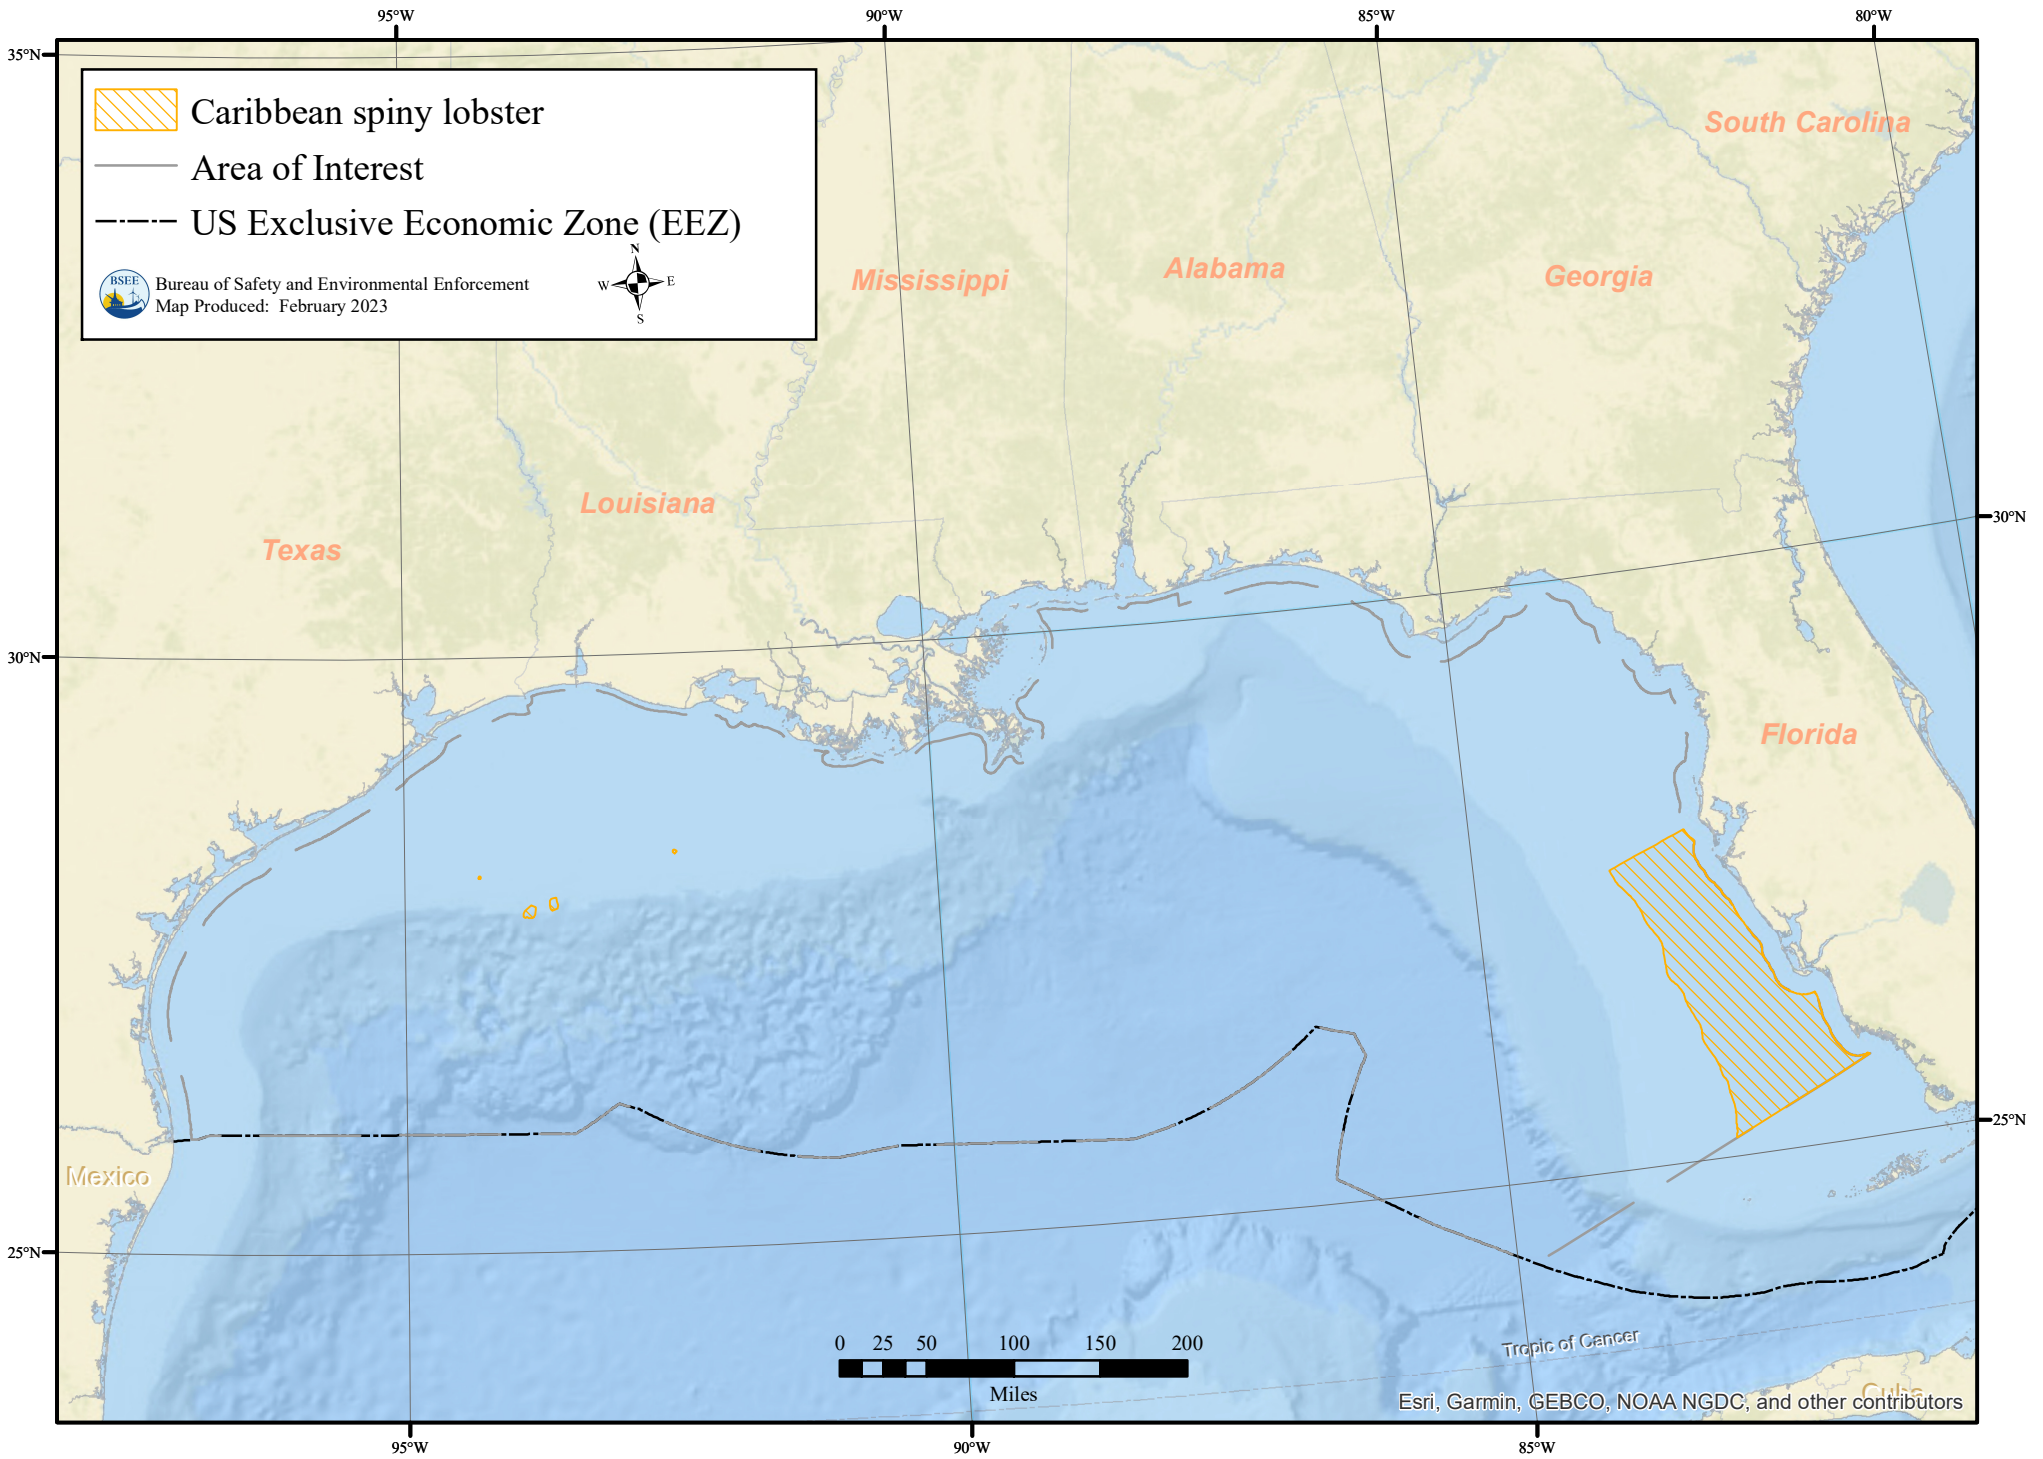 95°W 90°W 85°W 80°W
35°N
Caribbean spiny lobster
Area of Interest
US Exclusive Economic Zone (EEZ)
N
W E
S
BSEE
Bureau of Safety and Environmental Enforcement
Map Produced: February 2023
South Carolina
Mississippi
Alabama
Georgia
Louisiana
Texas
30°N
30°N
Florida
25°N
Mexico
25°N
0 25 50 100 150 200
Miles
Tropic of Cancer
Cuba
Esri, Garmin, GEBCO, NOAA NGDC, and other contributors
95°W 90°W 85°W